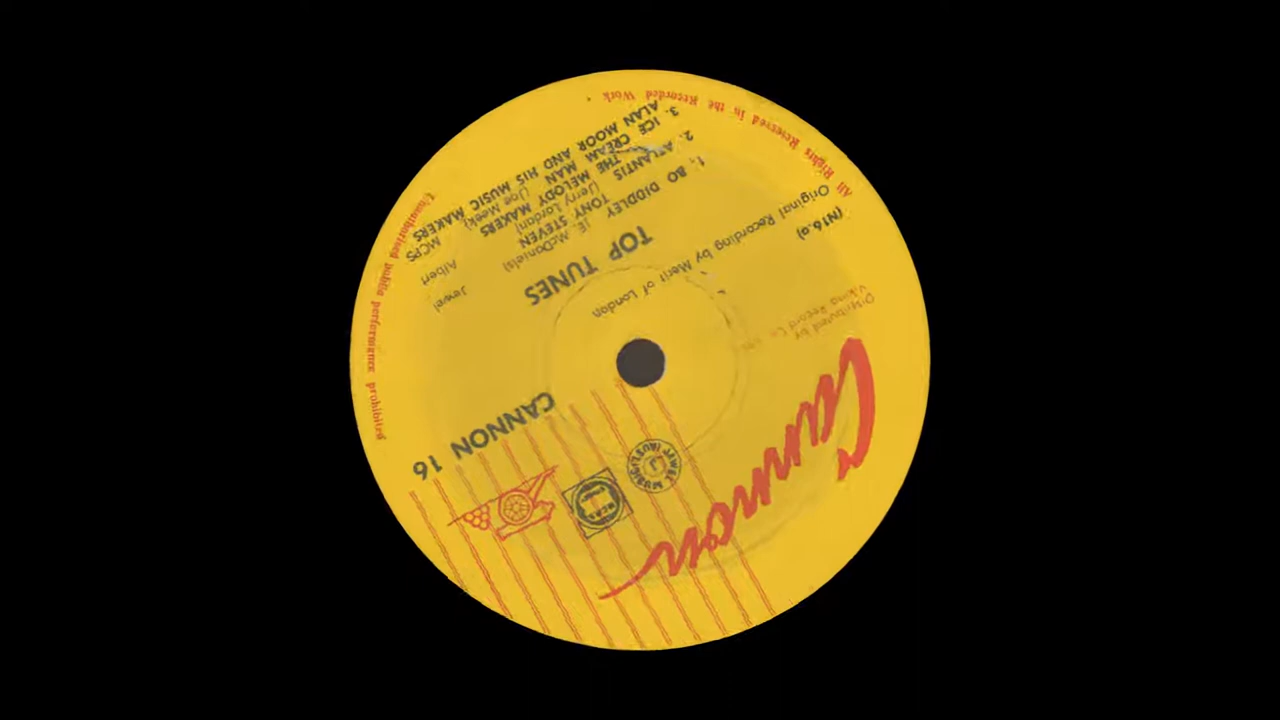 Cannon
Distributed by
Viking Record Co
CANNON 16
(N16.a)
Original Recording by Merit of London
TOP TUNES
1. BO DIDDLEY (E. McDaniels) Jewel
TONY STEVEN
2. ATLANTIS (Jerry Lordan) Albert
THE MELODY MAKERS
3. ICE CREAM MAN (Joe Meek) MCPS
ALAN MOOR AND HIS MUSIC MAKERS
All Rights Reserved in the Recorded Work
Unauthorised public performance prohibited